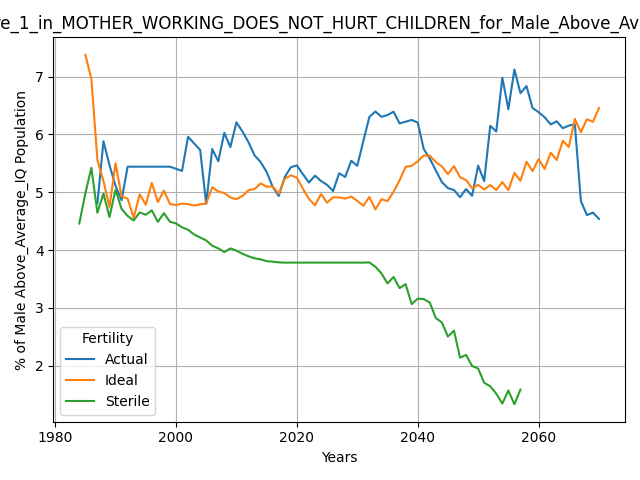 _1_in_MOTHER_WORKING_DOES_NOT_HURT_CHILDREN_for_Male_Above_
% of Male Above_Average_IQ Population
7
6
5
4
3
2
Fertility
Actual
Ideal
Sterile
1980
2000
2020
2040
2060
Years